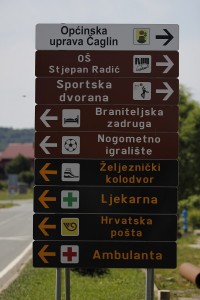 Općinska
uprava Čaglin
OŠ
Stjepan Radić
Sportska
dvorana
Braniteljska
zadruga
Nogometno
igralište
Željeznički
kolodvor
Ljekarna
Hrvatska
pošta
Ambulanta